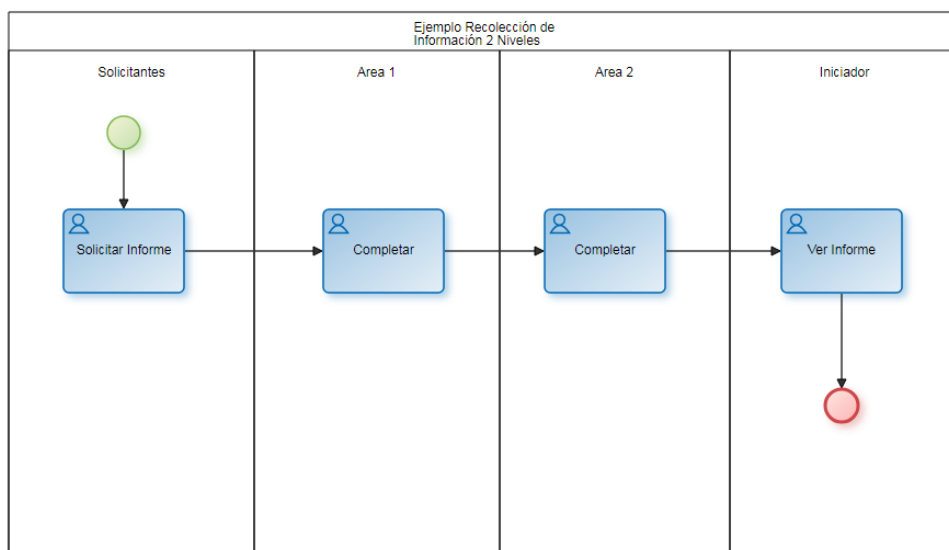 Ejemplo Recolección de
Información 2 Niveles
Solicitantes
Area 1
Area 2
Iniciador
Solicitar Informe
Completar
Completar
Ver Informe